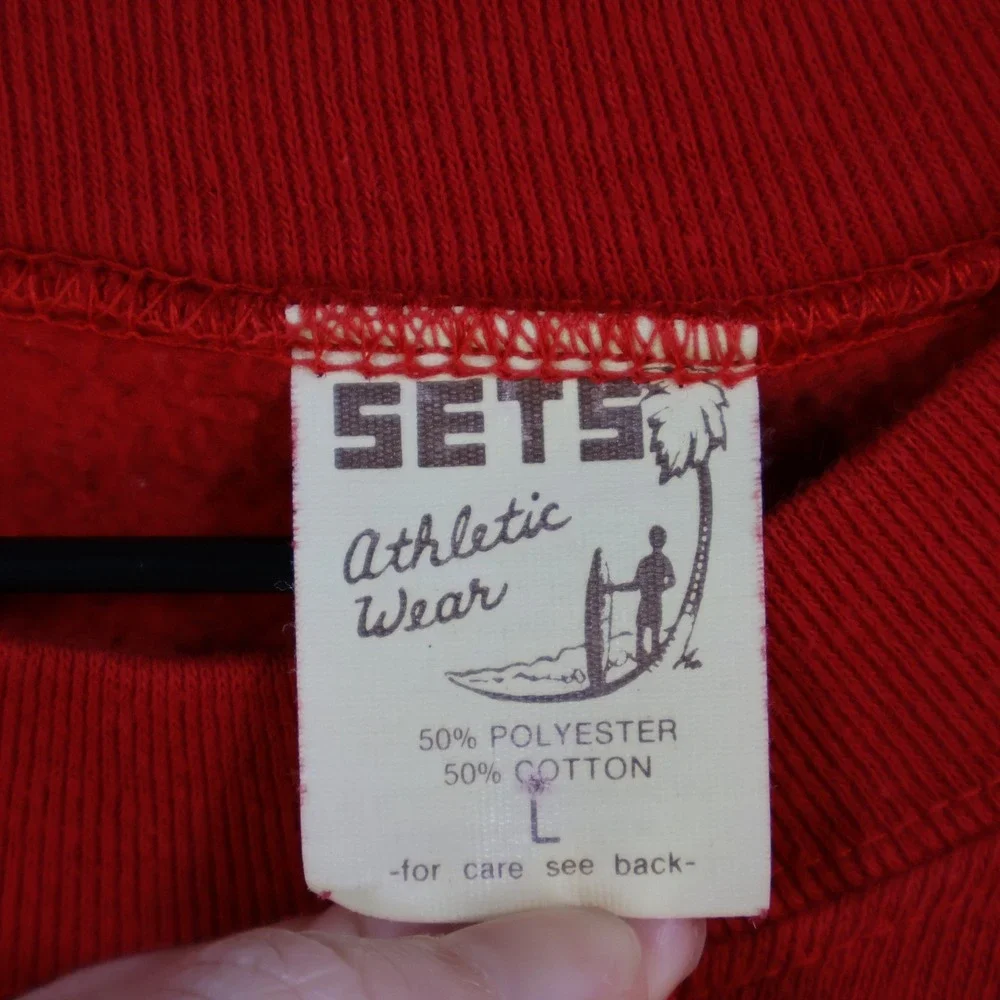 SETS
Athletic
Wear
50% POLYESTER
50% COTTON
L
-for care see back-